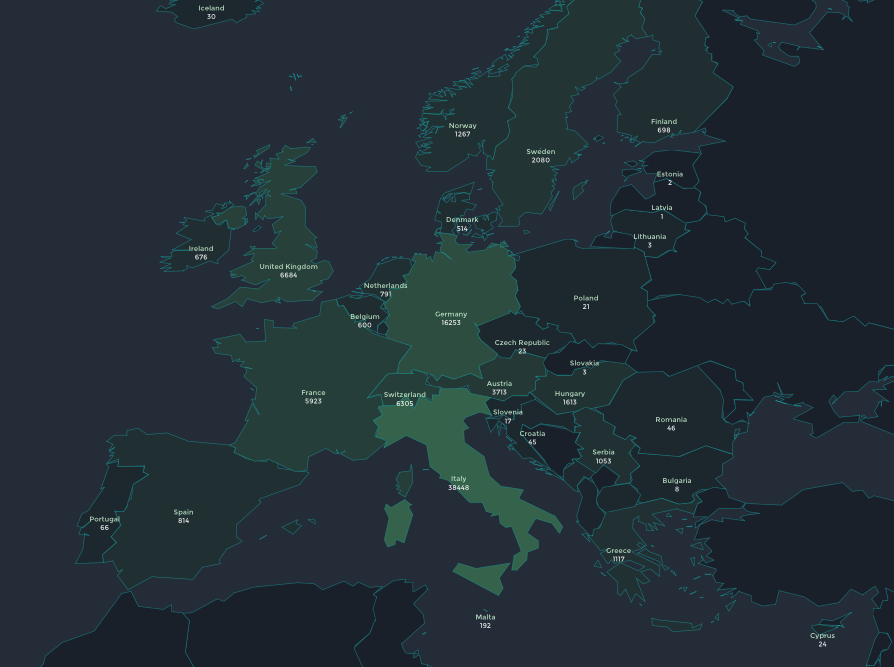 Iceland
30
Norway
1267
Finland
698
Sweden
2080
Estonia
2
Latvia
1
Denmark
514
Lithuania
3
Ireland
676
United Kingdom
6684
Netherlands
791
Poland
21
Belgium
600
Germany
16253
Czech Republic
23
Slovakia
3
Austria
3713
France
5923
Switzerland
6305
Hungary
1613
Slovenia
17
Romania
46
Croatia
45
Serbia
1053
Italy
38448
Bulgaria
8
Spain
814
Portugal
66
Greece
1117
Malta
192
Cyprus
24